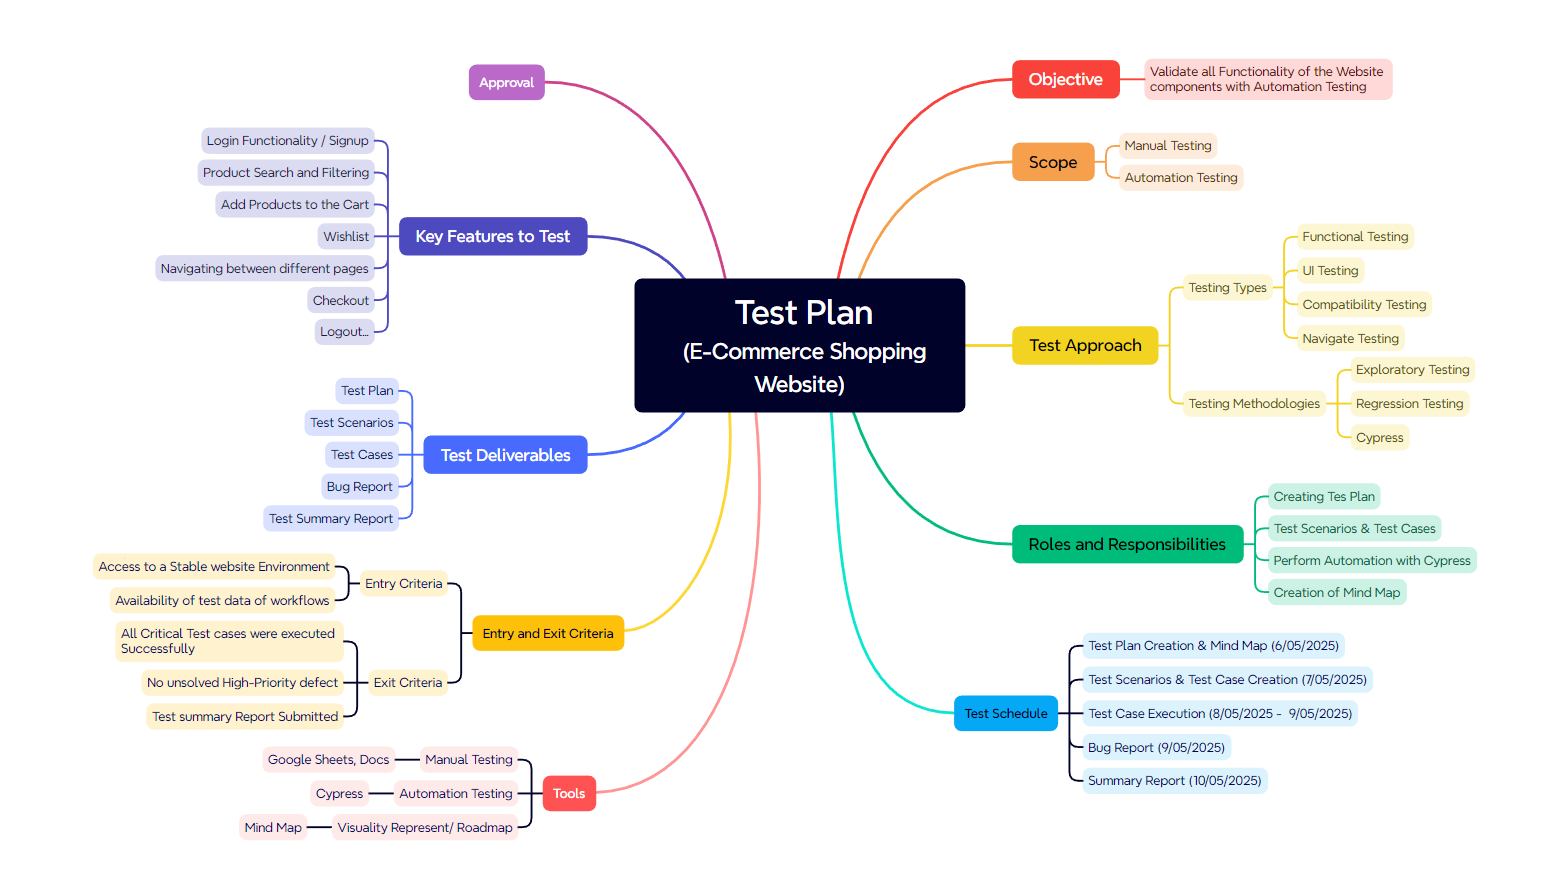 Test Plan
(E-Commerce Shopping
Website)
Objective
Validate all Functionality of the Website
components with Automation Testing
Scope
Manual Testing
Automation Testing
Test Approach
Testing Types
Functional Testing
UI Testing
Compatibility Testing
Navigate Testing
Testing Methodologies
Exploratory Testing
Regression Testing
Cypress
Roles and Responsibilities
Creating Tes Plan
Test Scenarios & Test Cases
Perform Automation with Cypress
Creation of Mind Map
Test Schedule
Test Plan Creation & Mind Map (6/05/2025)
Test Scenarios & Test Case Creation (7/05/2025)
Test Case Execution (8/05/2025 - 9/05/2025)
Bug Report (9/05/2025)
Summary Report (10/05/2025)
Approval
Key Features to Test
Login Functionality / Signup
Product Search and Filtering
Add Products to the Cart
Wishlist
Navigating between different pages
Checkout
Logout...
Test Deliverables
Test Plan
Test Scenarios
Test Cases
Bug Report
Test Summary Report
Entry and Exit Criteria
Entry Criteria
Access to a Stable website Environment
Availability of test data of workflows
Exit Criteria
All Critical Test cases were executed
Successfully
No unsolved High-Priority defect
Test summary Report Submitted
Tools
Manual Testing
Google Sheets, Docs
Automation Testing
Cypress
Visuality Represent/ Roadmap
Mind Map